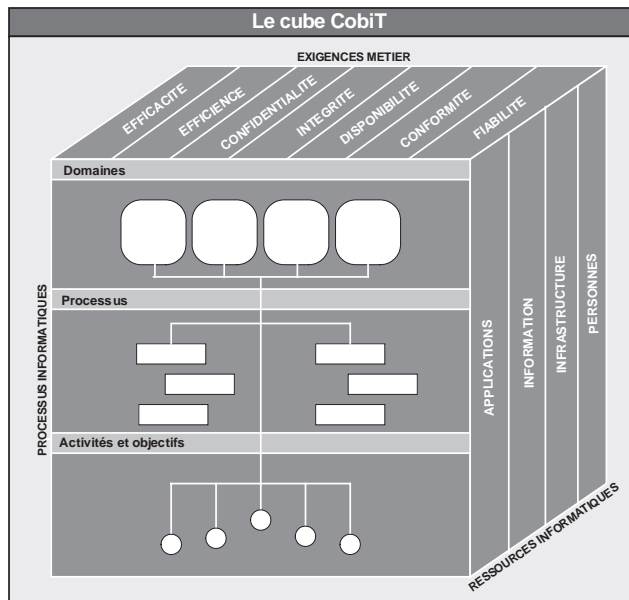 Le cube CobiT
EXIGENCES METIER
EFFICACITE
EFFICIENCE
CONFIDENTIALITE
INTEGRITE
DISPONIBILITE
CONFORMITE
FIABILITE
Domaines
Processus
Activités et objectifs
PROCESSUS INFORMATIQUES
APPLICATIONS
INFORMATION
INFRASTRUCTURE
PERSONNES
RESSOURCES INFORMATIQUES